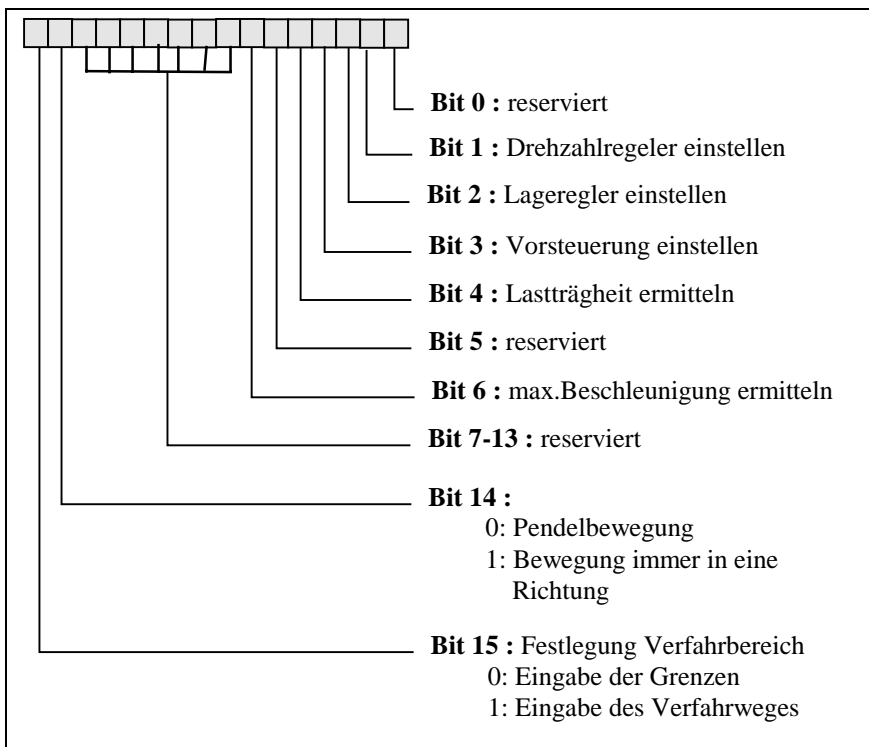 Bit 0 : reserviert
Bit 1 : Drehzahlregeler einstellen
Bit 2 : Lageregler einstellen
Bit 3 : Vorsteuerung einstellen
Bit 4 : Lastträgheit ermitteln
Bit 5 : reserviert
Bit 6 : max.Beschleunigung ermitteln
Bit 7-13 : reserviert
Bit 14 :
0: Pendelbewegung
1: Bewegung immer in eine
Richtung
Bit 15 : Festlegung Verfahrbereich
0: Eingabe der Grenzen
1: Eingabe des Verfahrweges